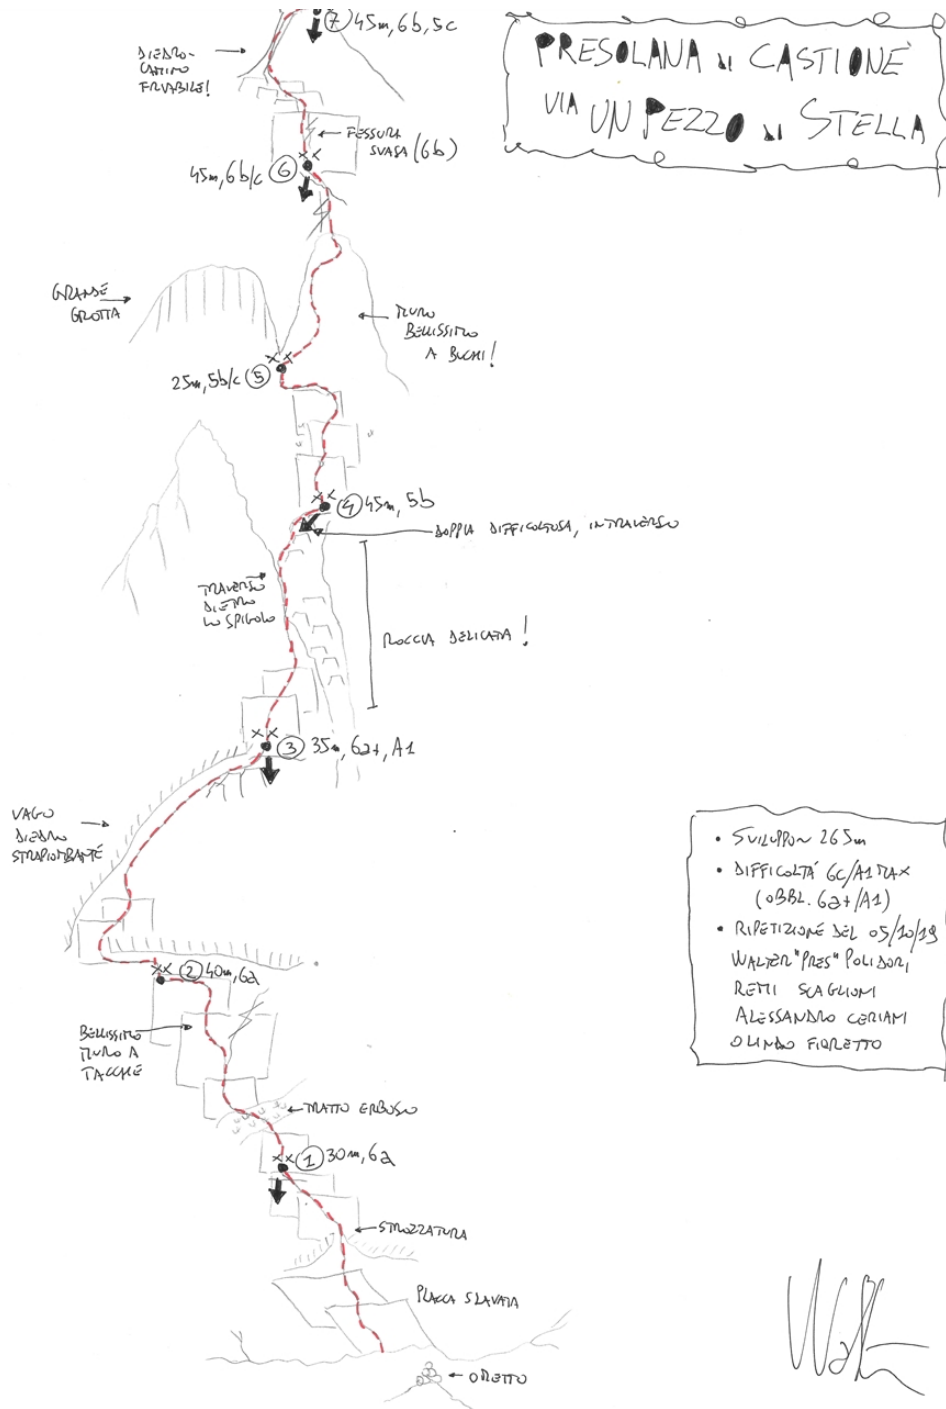 PRESOLANA di CASTIONE
VIA UN PEZZO di STELLA
⑦ 45m, 6b, 5c
DIEDRO-
CAMINO
FRUABILE!
FESSURA
SVASA (6b)
45m, 6b/c ⑥
GRANDE
GROTTA
MURO
BELLISSIMO
A BUCHI!
25m, 5b/c ⑤
④ 45m, 5b
DOPPIA DIFFICOLTOSA, IN TRAVERSO
TRAVERSO
DIETRO
LO SPIGOLO
ROCCIA DELICATA!
③ 35m, 6a+, A1
VAGO
DIEDRO
STRAPIOMBANTE
② 40m, 6a
BELLISSIMO
MURO A
TACCHE
TRATTO ERBOSO
① 30m, 6a
STROZZATURA
PLACCA SLAVATA
OMETTO
• SVILUPPO 265m
• DIFFICOLTÀ 6C/A1 MAX
(OBBL. 6a+/A1)
• RIPETIZIONE DEL 05/10/19
WALTER "PRES" POLIDORI
REMI SCAGLIONI
ALESSANDRO CERIANI
OLINDO FIORETTO